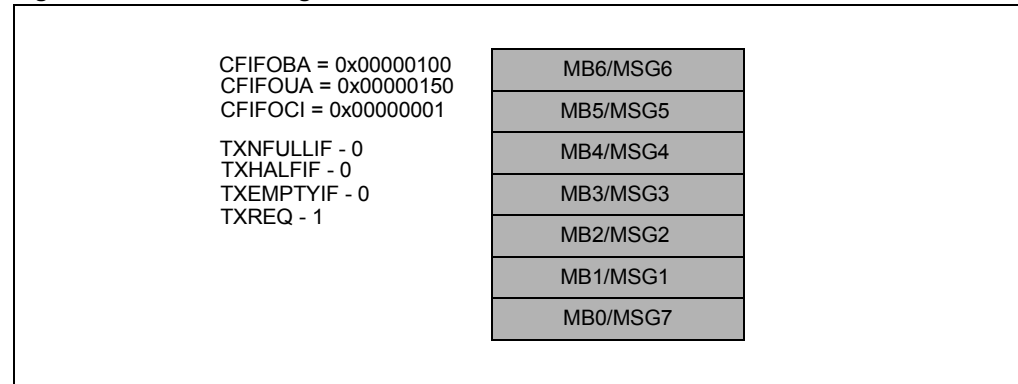 CFIFOBA = 0x00000100
CFIFOUA = 0x00000150
CFIFOCI = 0x00000001
TXNFULLIF - 0
TXHALFIF - 0
TXEMPTYIF - 0
TXREQ - 1
MB6/MSG6
MB5/MSG5
MB4/MSG4
MB3/MSG3
MB2/MSG2
MB1/MSG1
MB0/MSG7